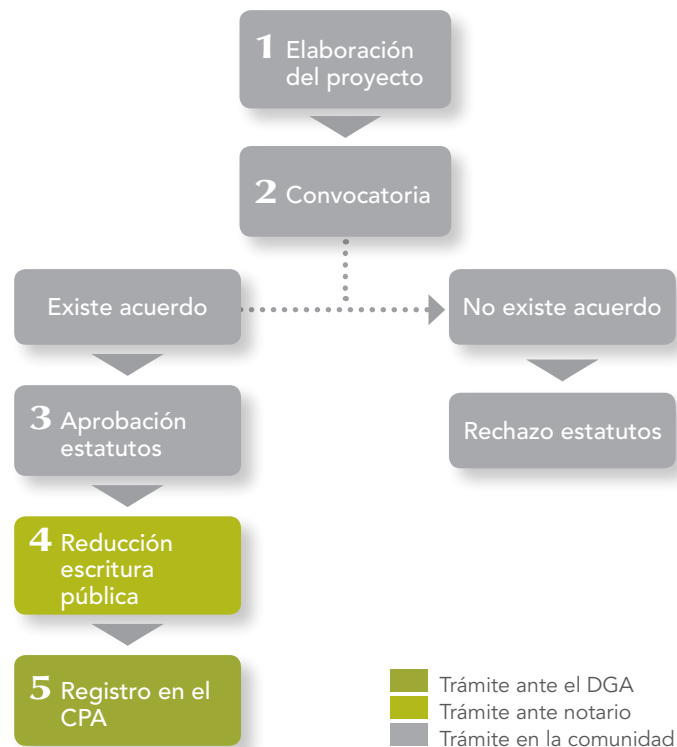 1 Elaboración
del proyecto
2 Convocatoria
Existe acuerdo
No existe acuerdo
3 Aprobación
estatutos
Rechazo estatutos
4 Reducción
escritura
pública
5 Registro en el
CPA
Trámite ante el DGA
Trámite ante notario
Trámite en la comunidad